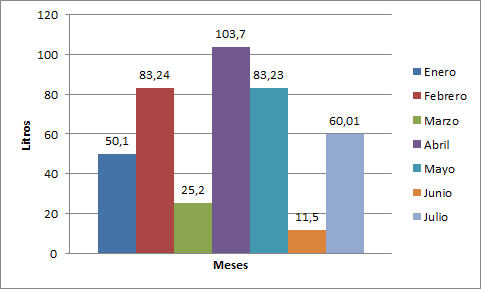 Litros
120
100
80
60
40
20
0
50,1
83,24
25,2
103,7
83,23
11,5
60,01
Meses
Enero
Febrero
Marzo
Abril
Mayo
Junio
Julio